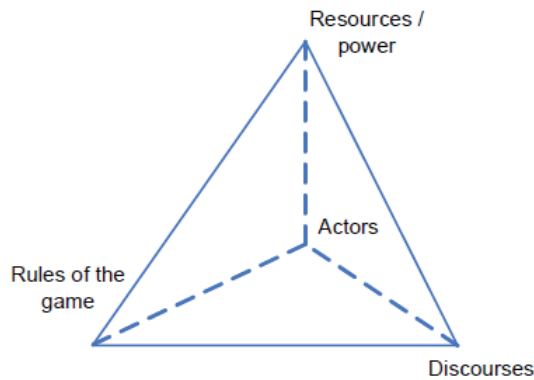 Resources /
power
Actors
Rules of the
game
Discourses